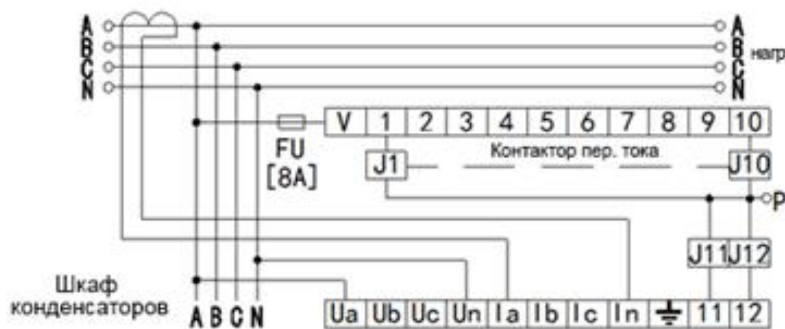 A A
B B
C C нагр
N N
V 1 2 3 4 5 6 7 8 9 10
FU
[8A]
Контактор пер. тока
J1 J10
P
J11 J12
Шкаф
конденсаторов
A B C N
Ua Ub Uc Un Ia Ib Ic In 11 12